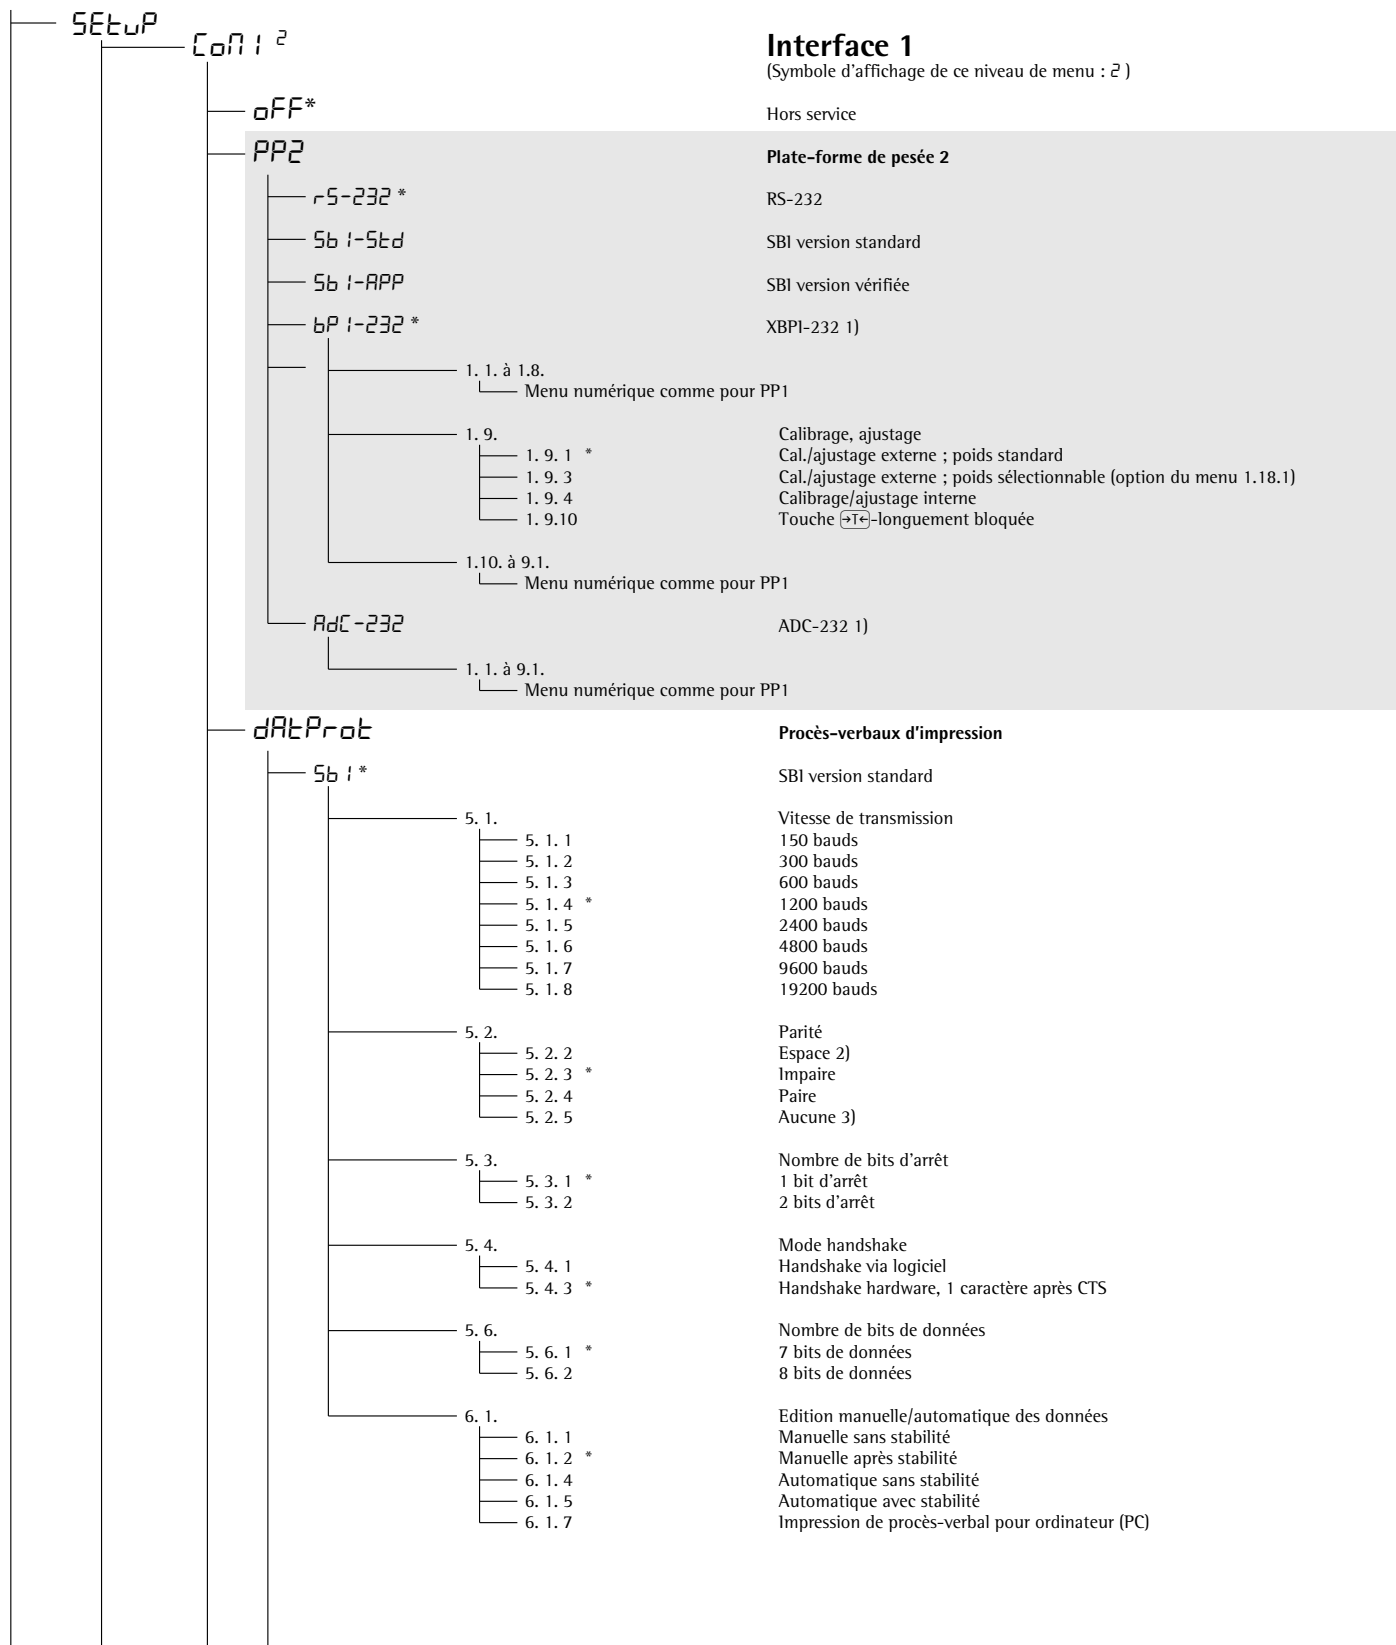 SEtuP
CoM1 2 Interface 1
(Symbole d'affichage de ce niveau de menu : 2 )
oFF* Hors service
PP2 Plate-forme de pesée 2
rS-232 * RS-232
Sb1-Std SBI version standard
Sb1-APP SBI version vérifiée
bP1-232 * XBPI-232 1)
1. 1. à 1.8.
Menu numérique comme pour PP1
1. 9. Calibrage, ajustage
1. 9. 1 * Cal./ajustage externe ; poids standard
1. 9. 3 Cal./ajustage externe ; poids sélectionnable (option du menu 1.18.1)
1. 9. 4 Calibrage/ajustage interne
1. 9.10 Touche →T←-longuement bloquée
1.10. à 9.1.
Menu numérique comme pour PP1
AdC-232 ADC-232 1)
1. 1. à 9.1.
Menu numérique comme pour PP1
dAtProt Procès-verbaux d'impression
Sb1* SBI version standard
5. 1. Vitesse de transmission
5. 1. 1 150 bauds
5. 1. 2 300 bauds
5. 1. 3 600 bauds
5. 1. 4 * 1200 bauds
5. 1. 5 2400 bauds
5. 1. 6 4800 bauds
5. 1. 7 9600 bauds
5. 1. 8 19200 bauds
5. 2. Parité
5. 2. 2 Espace 2)
5. 2. 3 * Impaire
5. 2. 4 Paire
5. 2. 5 Aucune 3)
5. 3. Nombre de bits d'arrêt
5. 3. 1 * 1 bit d'arrêt
5. 3. 2 2 bits d'arrêt
5. 4. Mode handshake
5. 4. 1 Handshake via logiciel
5. 4. 3 * Handshake hardware, 1 caractère après CTS
5. 6. Nombre de bits de données
5. 6. 1 * 7 bits de données
5. 6. 2 8 bits de données
6. 1. Edition manuelle/automatique des données
6. 1. 1 Manuelle sans stabilité
6. 1. 2 * Manuelle après stabilité
6. 1. 4 Automatique sans stabilité
6. 1. 5 Automatique avec stabilité
6. 1. 7 Impression de procès-verbal pour ordinateur (PC)